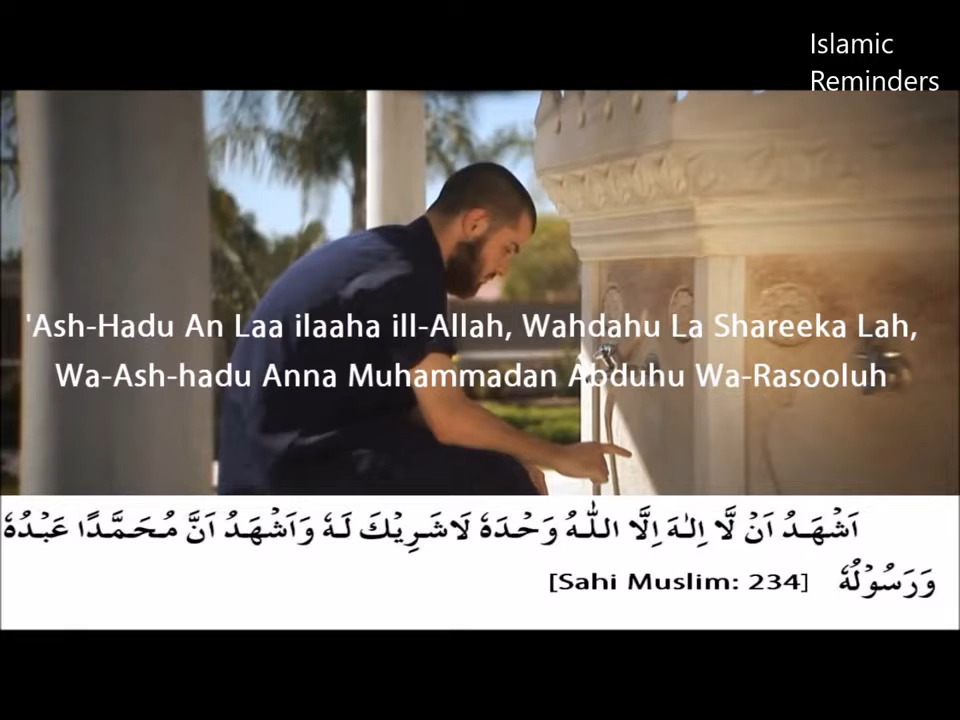 Islamic
Reminders
'Ash-Hadu An Laa ilaaha ill-Allah, Wahdahu La Shareeka Lah,
Wa-Ash-hadu Anna Muhammadan Abduhu Wa-Rasooluh
اَشْهَدُ اَنْ لَّا اِلٰهَ اِلَّا اللّٰهُ وَحْدَهٗ لَاشَرِيْكَ لَهٗ وَاَشْهَدُ اَنَّ مُحَمَّدًا عَبْدُهٗ
وَرَسُوْلُهٗ [Sahi Muslim: 234]